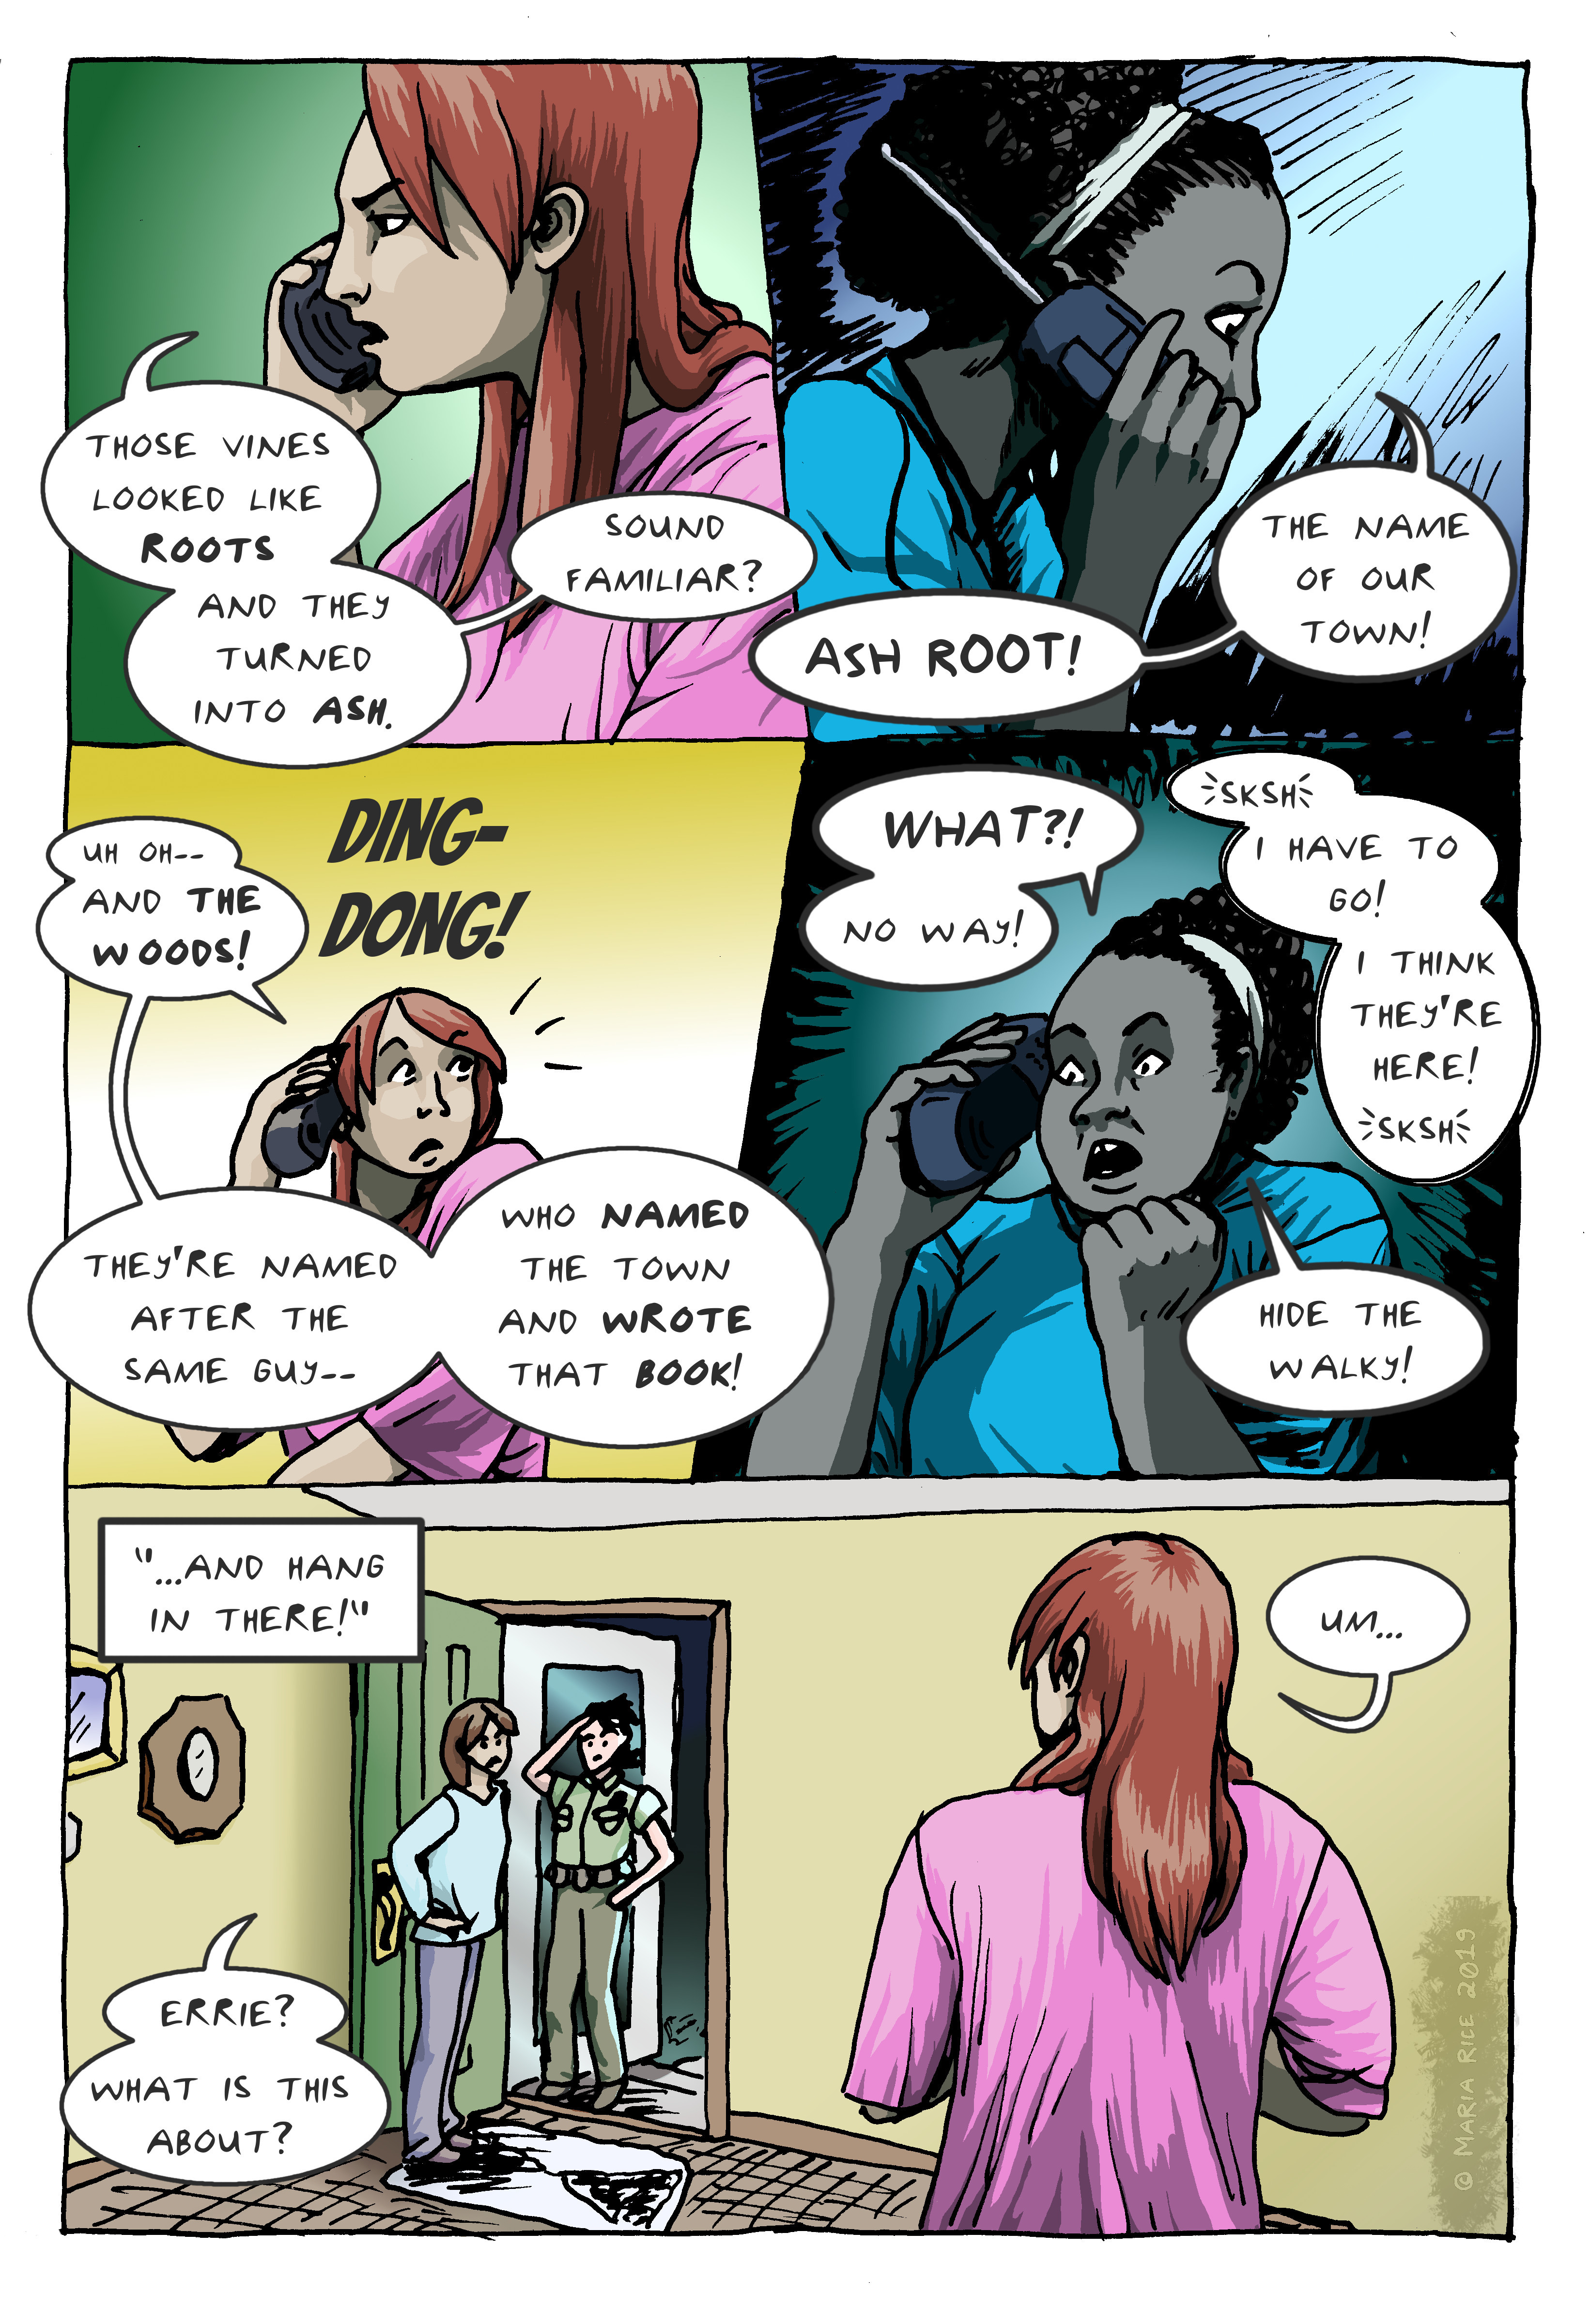 THOSE VINES
LOOKED LIKE
ROOTS
AND THEY
TURNED
INTO ASH.
SOUND
FAMILIAR?
THE NAME
OF OUR
TOWN!
ASH ROOT!
DING-
DONG!
UH OH--
AND THE
WOODS!
THEY'RE NAMED
AFTER THE
SAME GUY--
WHO NAMED
THE TOWN
AND WROTE
THAT BOOK!
WHAT?!
NO WAY!
SKSH
I HAVE TO
GO!
I THINK
THEY'RE
HERE!
SKSH
HIDE THE
WALKY!
"...AND HANG
IN THERE!"
UM...
ERRIE?
WHAT IS THIS
ABOUT?
© MARIA RICE 2019